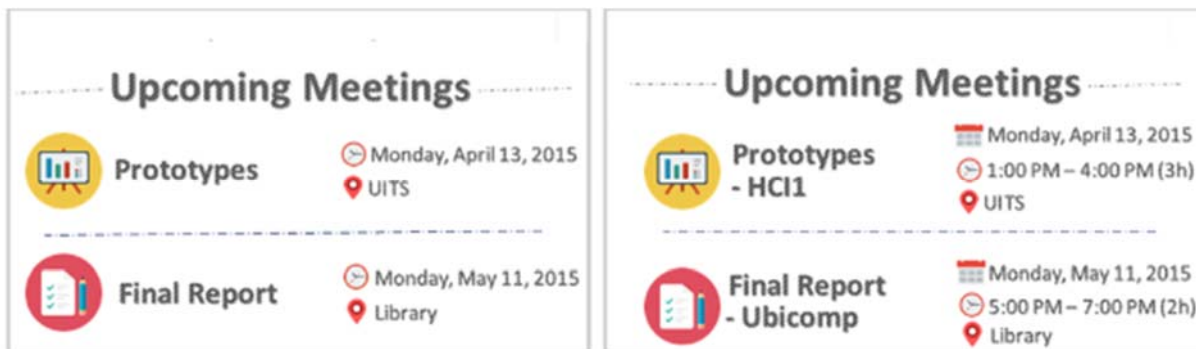 Upcoming Meetings
Prototypes
Monday, April 13, 2015
UITS
Final Report
Monday, May 11, 2015
Library
Upcoming Meetings
Prototypes
- HCI1
Monday, April 13, 2015
1:00 PM – 4:00 PM (3h)
UITS
Final Report
- Ubicomp
Monday, May 11, 2015
5:00 PM – 7:00 PM (2h)
Library